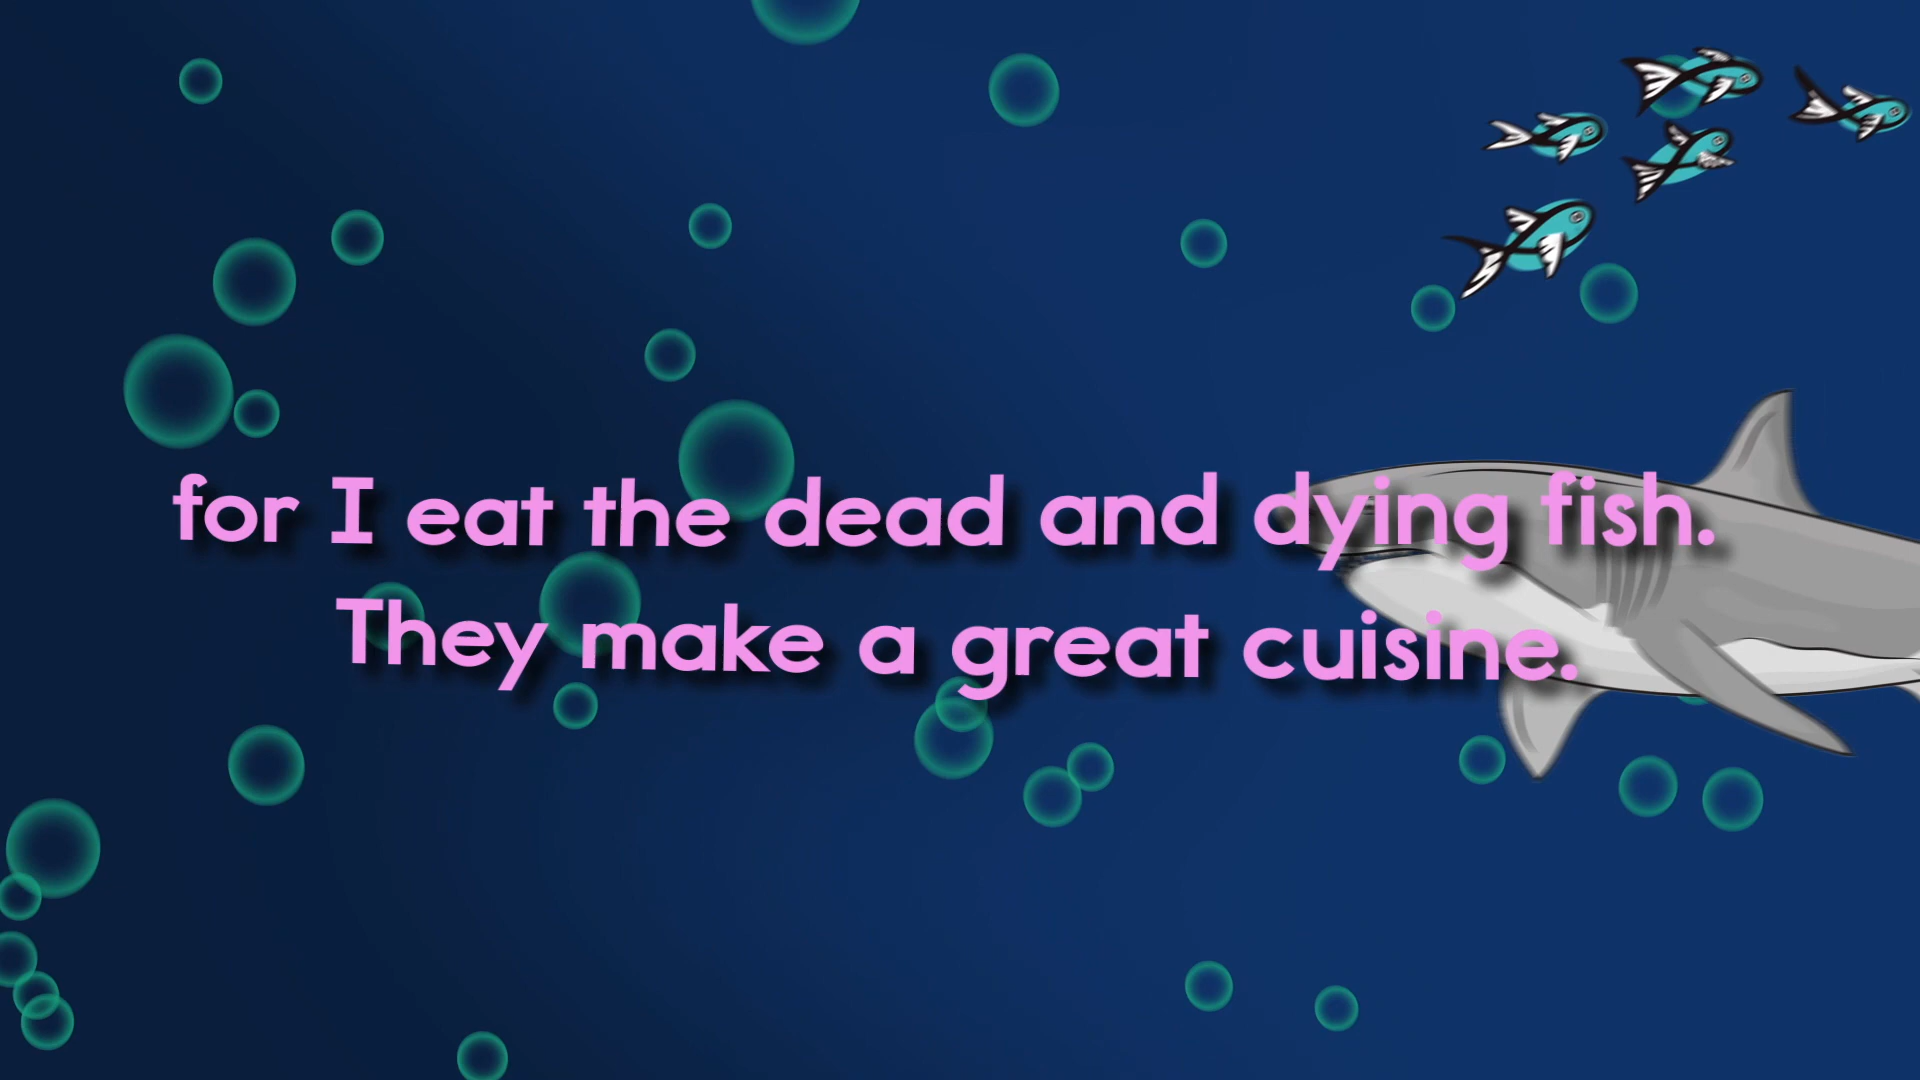 for I eat the dead and dying fish.
They make a great cuisine.